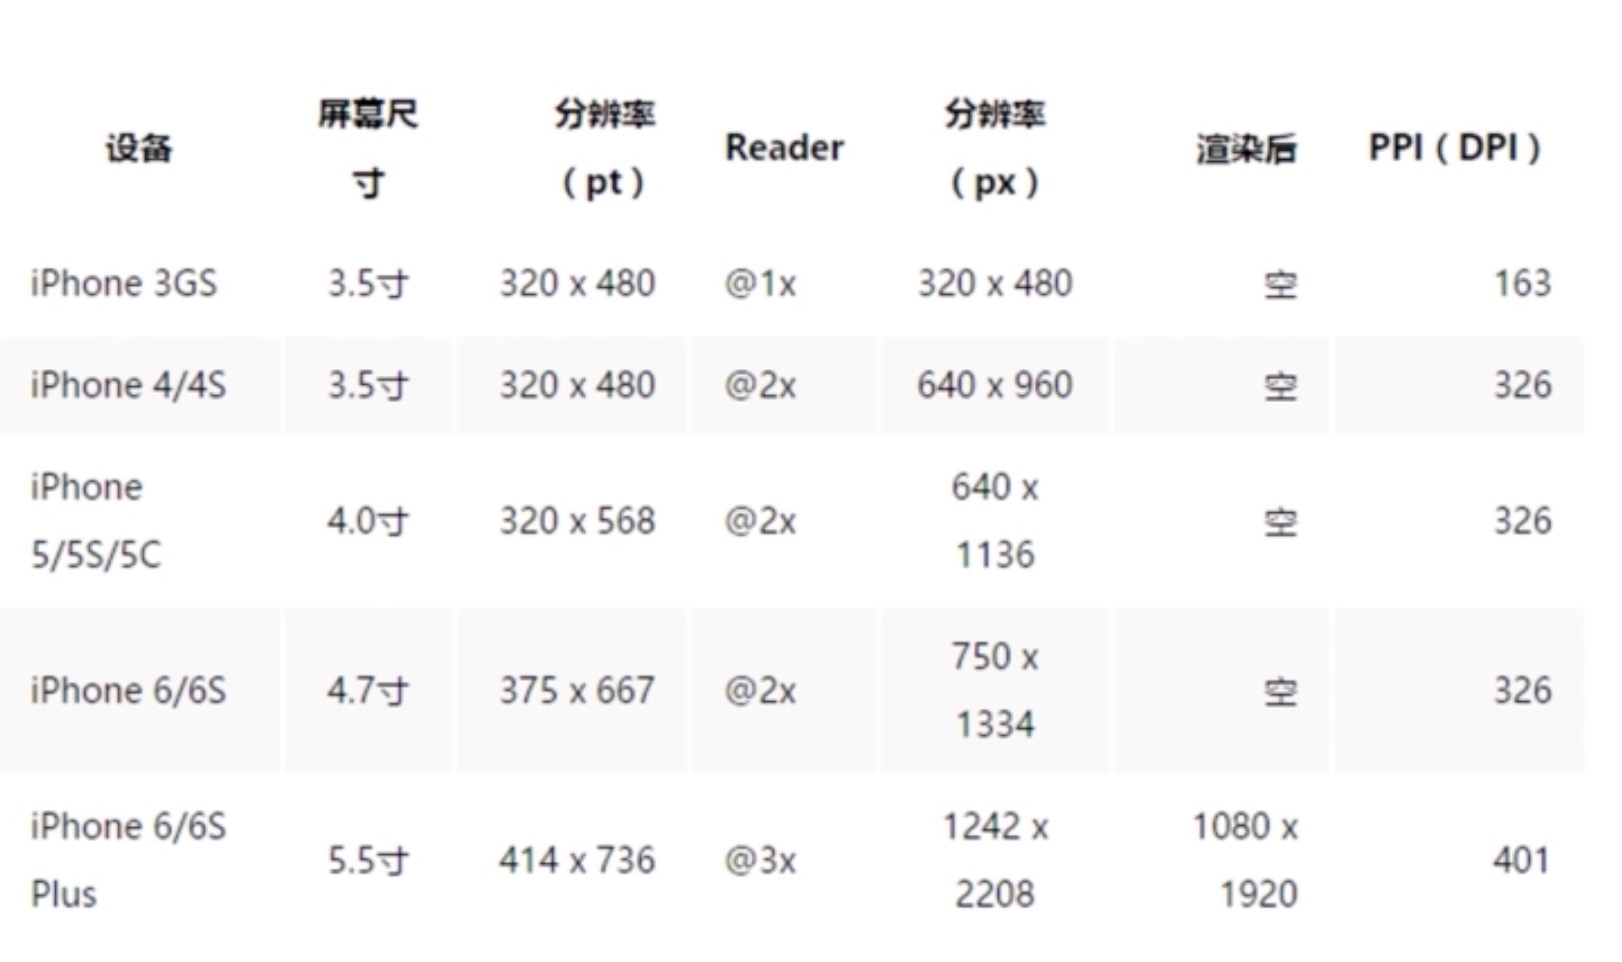 设备 屏幕尺寸 分辨率（pt） Reader 分辨率（px） 渲染后 PPI（DPI）
iPhone 3GS 3.5寸 320 x 480 @1x 320 x 480 空 163
iPhone 4/4S 3.5寸 320 x 480 @2x 640 x 960 空 326
iPhone 5/5S/5C 4.0寸 320 x 568 @2x 640 x 1136 空 326
iPhone 6/6S 4.7寸 375 x 667 @2x 750 x 1334 空 326
iPhone 6/6S Plus 5.5寸 414 x 736 @3x 1242 x 2208 1080 x 1920 401